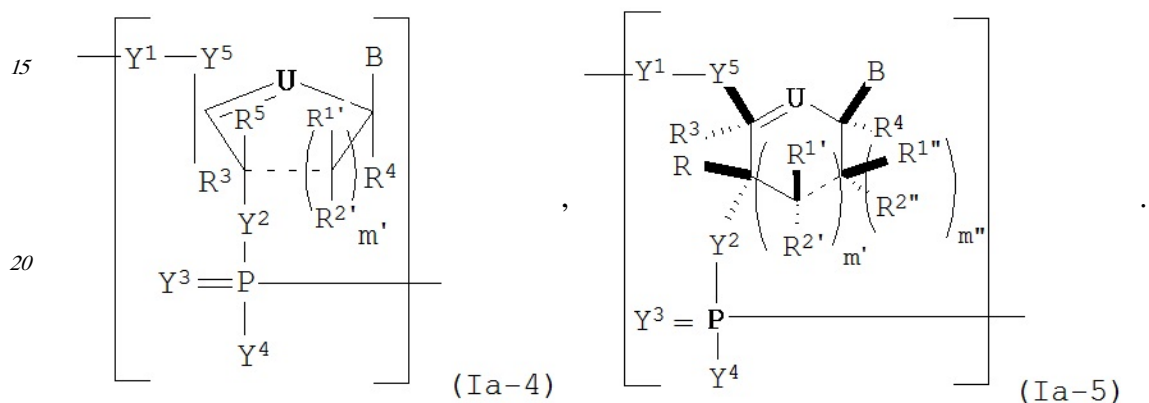 15
Y¹ Y⁵ B
U
R⁵ R¹'
R³ R⁴
Y² R²' m'
20
Y³=P
Y⁴
(Ia-4)
,
Y¹ Y⁵ B
U
R³ R⁴
R R¹' R¹"
R²"
Y² R²' m' m"
Y³=P
Y⁴
(Ia-5)
.